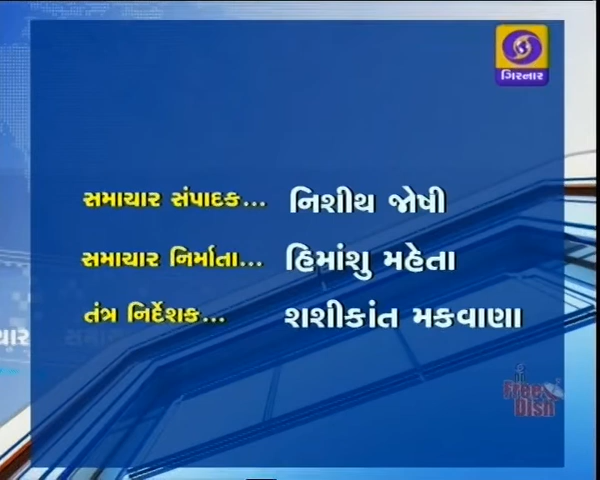 ગિરનાર
સમાચાર સંપાદક... નિશીથ જોષી
સમાચાર નિર્માતા... હિમાંશુ મહેતા
તંત્ર નિર્દેશક... શશીકાંત મકવાણા
Free Dish